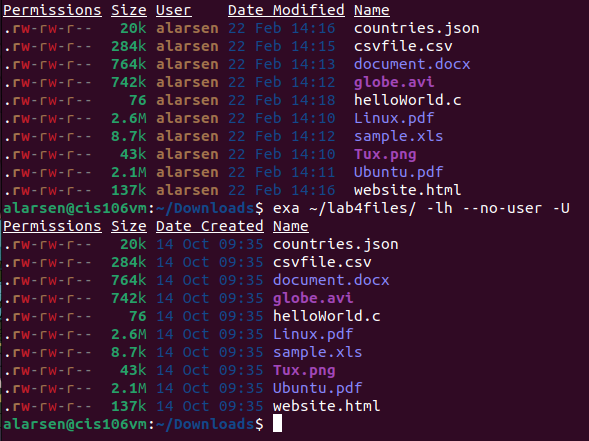 Permissions Size User    Date Modified Name
.rw-rw-r--   20k alarsen 22 Feb 14:16  countries.json
.rw-rw-r--  284k alarsen 22 Feb 14:15  csvfile.csv
.rw-rw-r--  764k alarsen 22 Feb 14:13  document.docx
.rw-rw-r--  742k alarsen 22 Feb 14:14  globe.avi
.rw-rw-r--    76 alarsen 22 Feb 14:18  helloWorld.c
.rw-rw-r--  2.6M alarsen 22 Feb 14:10  Linux.pdf
.rw-rw-r--  8.7k alarsen 22 Feb 14:12  sample.xls
.rw-rw-r--   43k alarsen 22 Feb 14:10  Tux.png
.rw-rw-r--  2.1M alarsen 22 Feb 14:11  Ubuntu.pdf
.rw-rw-r--  137k alarsen 22 Feb 14:16  website.html
alarsen@cis106vm:~/Downloads$ exa ~/lab4files/ -lh --no-user -U
Permissions Size Date Created Name
.rw-rw-r--   20k 14 Oct 09:35 countries.json
.rw-rw-r--  284k 14 Oct 09:35 csvfile.csv
.rw-rw-r--  764k 14 Oct 09:35 document.docx
.rw-rw-r--  742k 14 Oct 09:35 globe.avi
.rw-rw-r--    76 14 Oct 09:35 helloWorld.c
.rw-rw-r--  2.6M 14 Oct 09:35 Linux.pdf
.rw-rw-r--  8.7k 14 Oct 09:35 sample.xls
.rw-rw-r--   43k 14 Oct 09:35 Tux.png
.rw-rw-r--  2.1M 14 Oct 09:35 Ubuntu.pdf
.rw-rw-r--  137k 14 Oct 09:35 website.html
alarsen@cis106vm:~/Downloads$